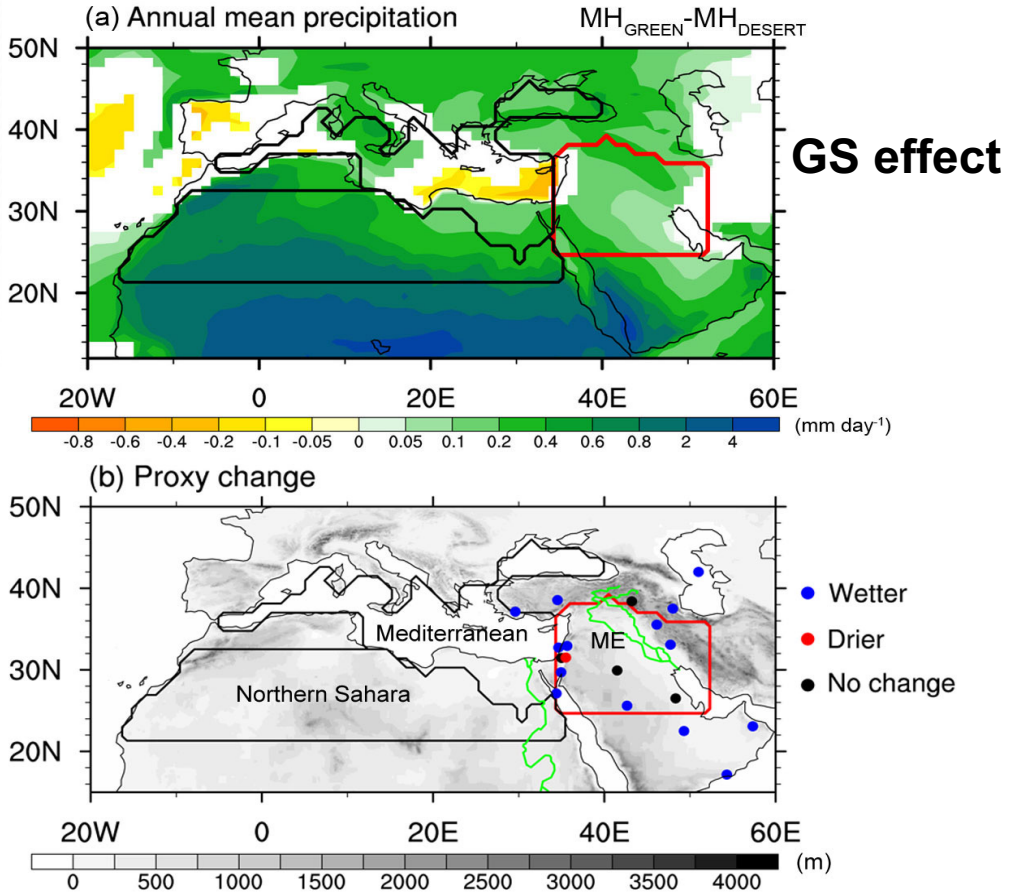 (a) Annual mean precipitation MH_GREEN-MH_DESERT
50N
40N
30N
20N
GS effect
20W 0 20E 40E 60E
-0.8 -0.6 -0.4 -0.2 -0.1 -0.05 0 0.05 0.1 0.2 0.4 0.6 0.8 2 4 (mm day⁻¹)
(b) Proxy change
50N
40N
30N
20N
Mediterranean
ME
Northern Sahara
Wetter
Drier
No change
20W 0 20E 40E 60E
0 500 1000 1500 2000 2500 3000 3500 4000 (m)